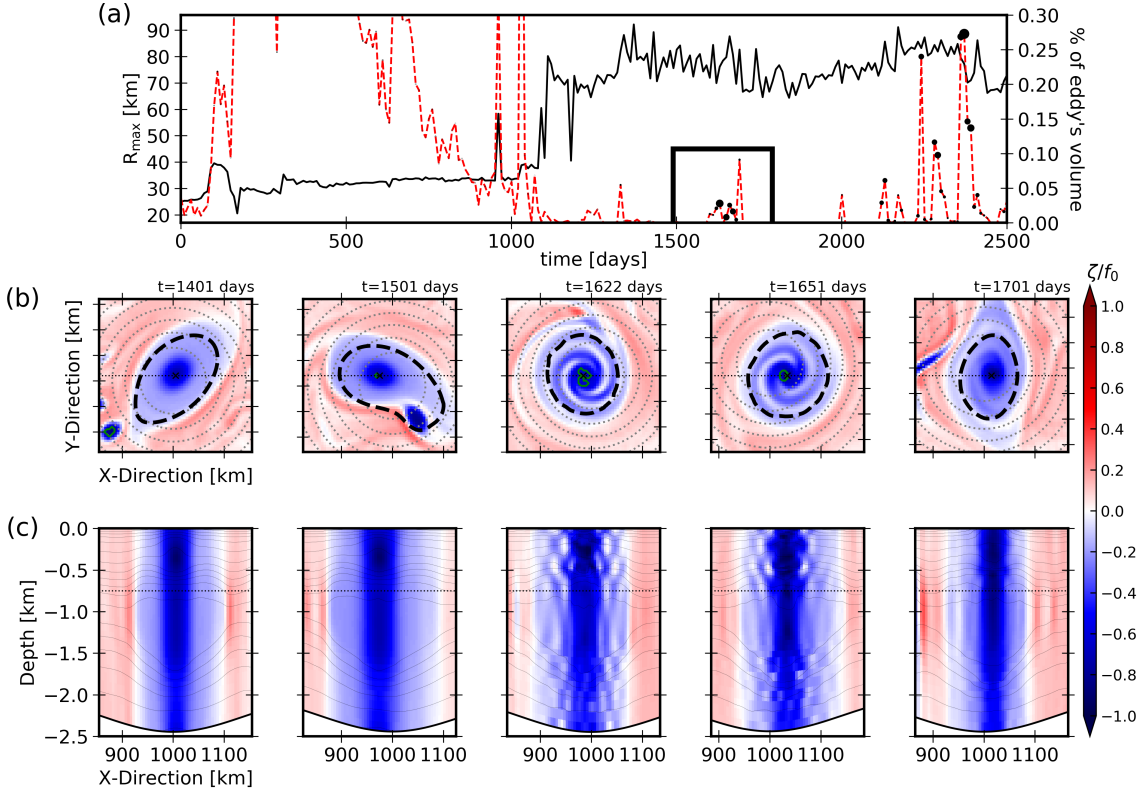 (a)
90
80
70
60
50
40
30
20
R_max [km]
0.30
0.25
0.20
0.15
0.10
0.05
0.00
% of eddy's volume
0 500 1000 1500 2000 2500
time [days]
(b)
t=1401 days t=1501 days t=1622 days t=1651 days t=1701 days
Y-Direction [km]
X-Direction [km]
ζ/f₀
1.0
0.8
0.6
0.4
0.2
0.0
−0.2
−0.4
−0.6
−0.8
−1.0
(c)
0.0
−0.5
−1.0
−1.5
−2.0
−2.5
Depth [km]
900 1000 1100 900 1000 1100 900 1000 1100 900 1000 1100 900 1000 1100
X-Direction [km]